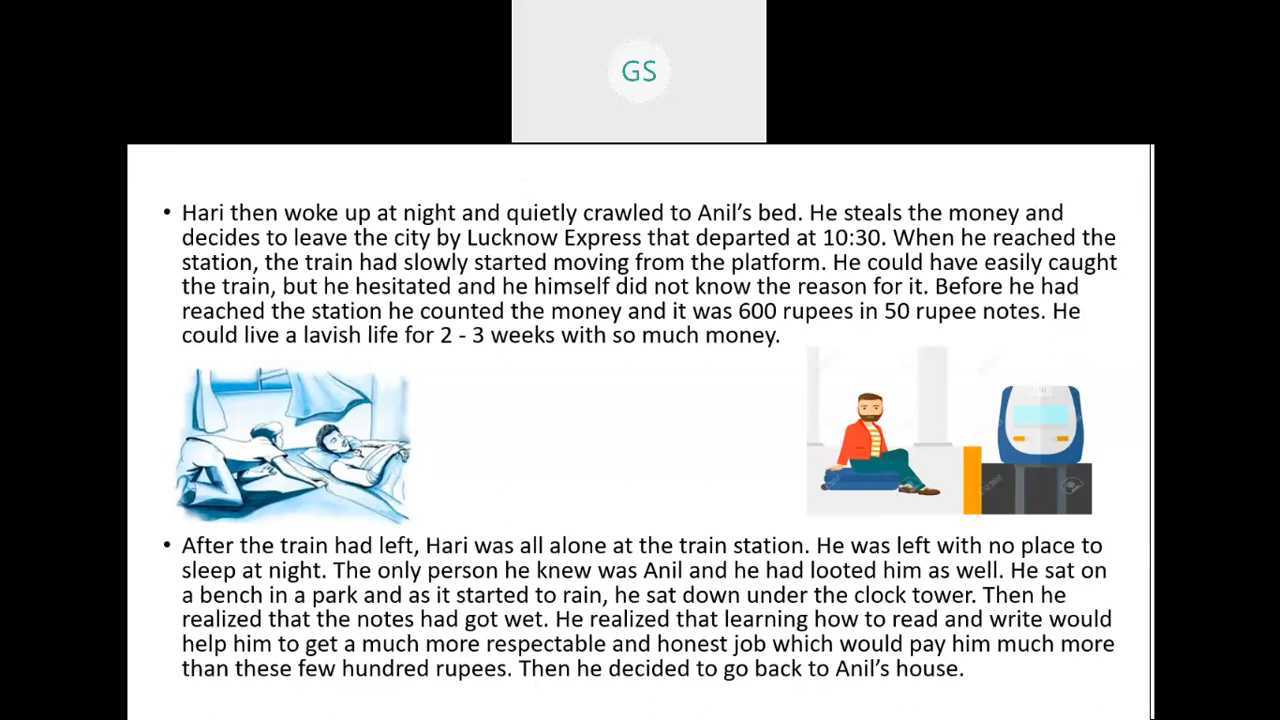 GS
• Hari then woke up at night and quietly crawled to Anil’s bed. He steals the money and
decides to leave the city by Lucknow Express that departed at 10:30. When he reached the
station, the train had slowly started moving from the platform. He could have easily caught
the train, but he hesitated and he himself did not know the reason for it. Before he had
reached the station he counted the money and it was 600 rupees in 50 rupee notes. He
could live a lavish life for 2 - 3 weeks with so much money.
• After the train had left, Hari was all alone at the train station. He was left with no place to
sleep at night. The only person he knew was Anil and he had looted him as well. He sat on
a bench in a park and as it started to rain, he sat down under the clock tower. Then he
realized that the notes had got wet. He realized that learning how to read and write would
help him to get a much more respectable and honest job which would pay him much more
than these few hundred rupees. Then he decided to go back to Anil’s house.